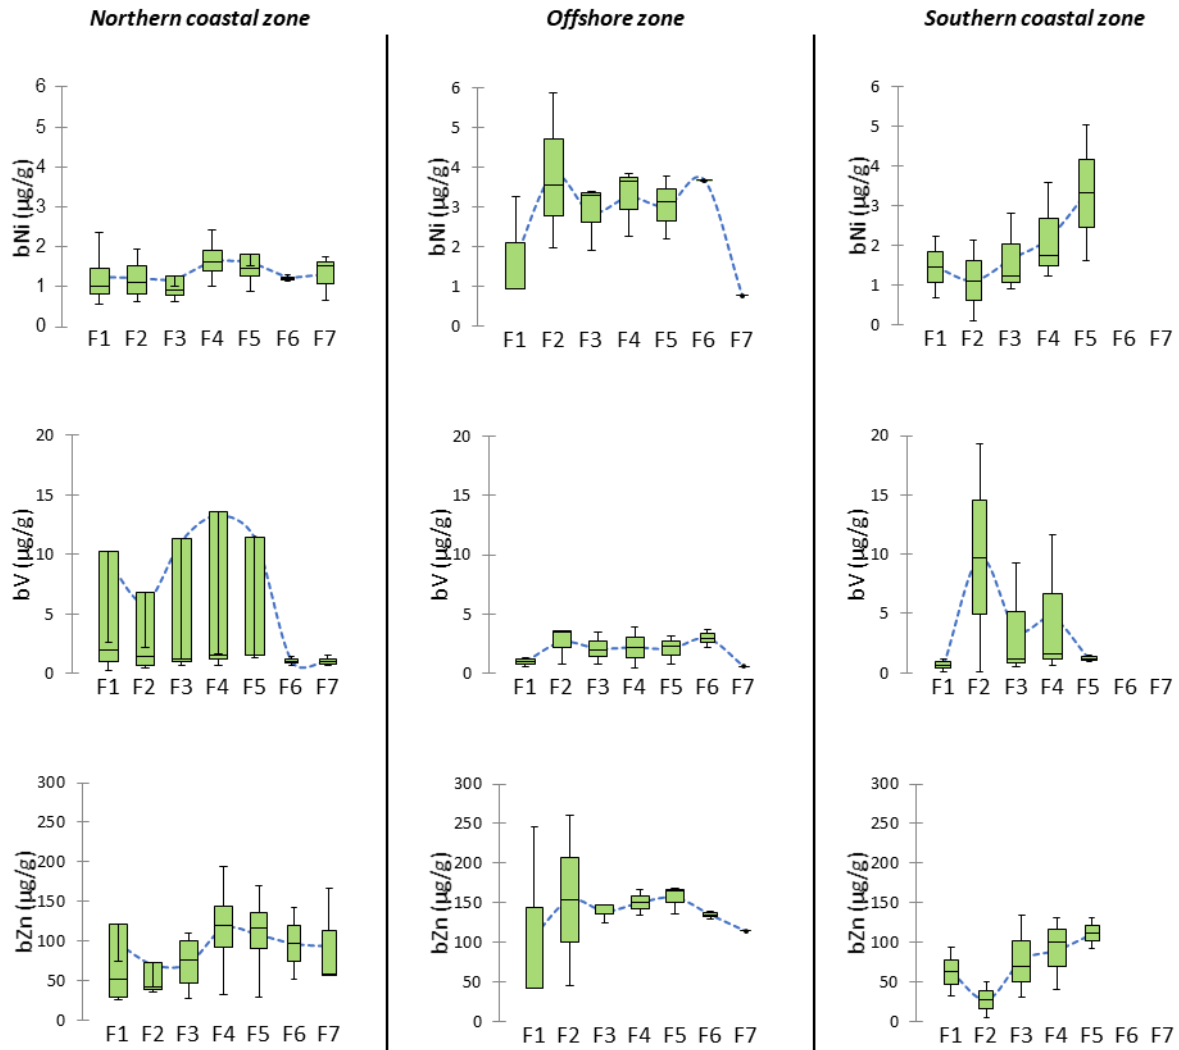 Northern coastal zone
Offshore zone
Southern coastal zone
bNi (µg/g)
6
5
4
3
2
1
0
F1 F2 F3 F4 F5 F6 F7
bNi (µg/g)
6
5
4
3
2
1
0
F1 F2 F3 F4 F5 F6 F7
bNi (µg/g)
6
5
4
3
2
1
0
F1 F2 F3 F4 F5 F6 F7
bV (µg/g)
20
15
10
5
0
F1 F2 F3 F4 F5 F6 F7
bV (µg/g)
20
15
10
5
0
F1 F2 F3 F4 F5 F6 F7
bV (µg/g)
20
15
10
5
0
F1 F2 F3 F4 F5 F6 F7
bZn (µg/g)
300
250
200
150
100
50
0
F1 F2 F3 F4 F5 F6 F7
bZn (µg/g)
300
250
200
150
100
50
0
F1 F2 F3 F4 F5 F6 F7
bZn (µg/g)
300
250
200
150
100
50
0
F1 F2 F3 F4 F5 F6 F7